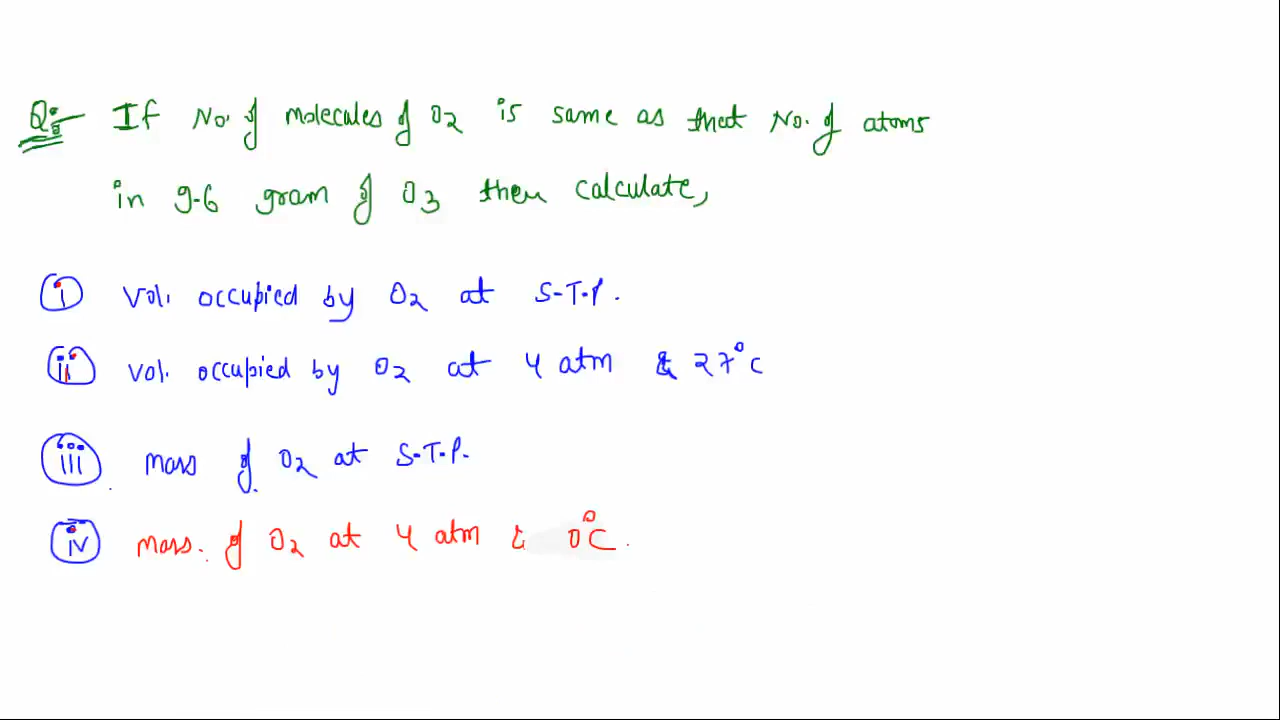 Q:- If No. of molecules of O2 is same as that No. of atoms
in 9.6 gram of O3 then calculate,
i Vol. occupied by O2 at S.T.P.
ii Vol. occupied by O2 at 4 atm & 27°C
iii mass of O2 at S.T.P.
iv mass. of O2 at 4 atm & 0°C.